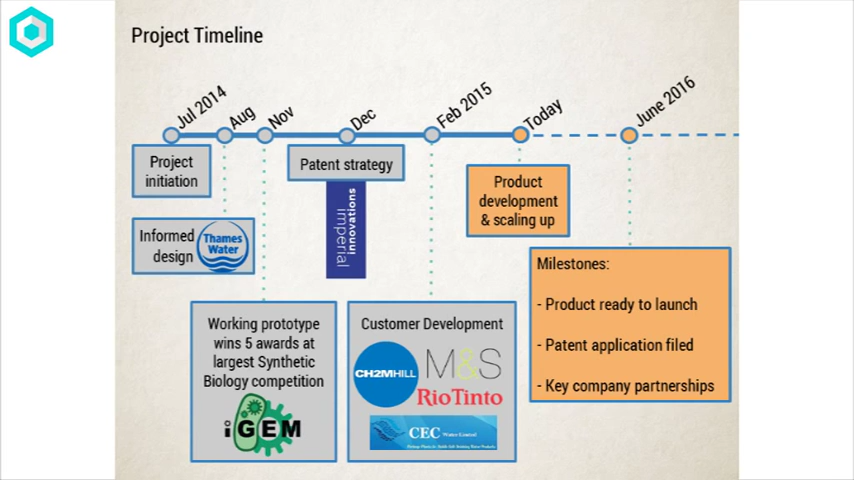 Project Timeline
Jul 2014
Aug
Nov
Dec
Feb 2015
Today
June 2016
Project
initiation
Patent strategy
imperial
innovations
Product
development
& scaling up
Informed
design
Thames
Water
Milestones:
- Product ready to launch
- Patent application filed
- Key company partnerships
Working prototype
wins 5 awards at
largest Synthetic
Biology competition
iGEM
Customer Development
CH2MHILL
M&S
RioTinto
CEC Water Control